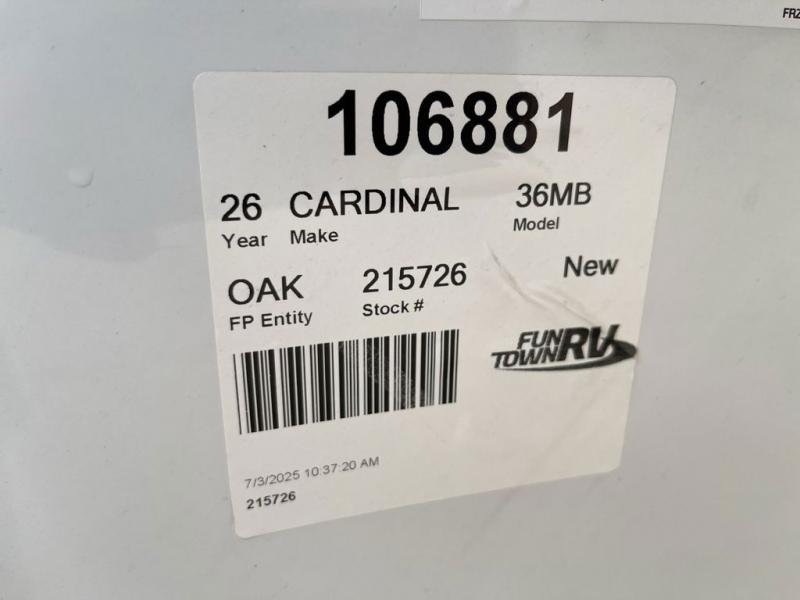 FRZ
106881
26 CARDINAL 36MB
Year Make Model
OAK 215726 New
FP Entity Stock #
FUN TOWN RV
7/3/2025 10:37:20 AM
215726